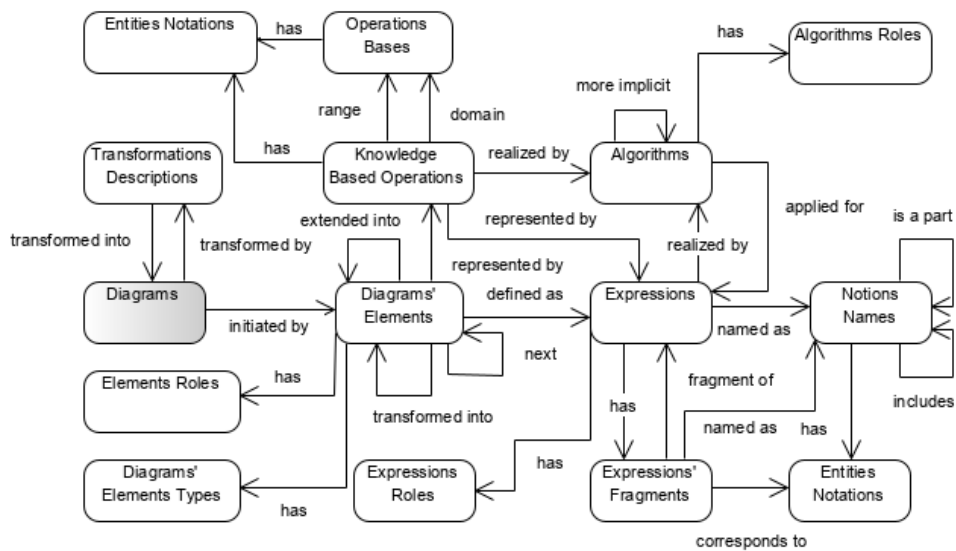 Entities Notations
has
Operations
Bases
has
Algorithms Roles
more implicit
range
domain
has
Transformations
Descriptions
Knowledge
Based Operations
realized by
Algorithms
extended into
represented by
applied for
is a part
transformed into
transformed by
realized by
represented by
Diagrams
Diagrams'
Elements
defined as
Expressions
Notions
Names
initiated by
named as
next
Elements Roles
has
fragment of
transformed into
has
includes
named as
has
Diagrams'
Elements Types
Expressions
Roles
has
Expressions'
Fragments
Entities
Notations
has
corresponds to